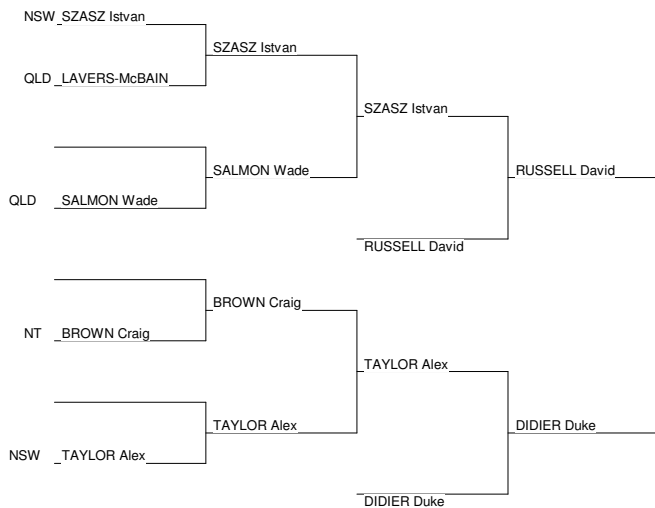 NSW SZASZ Istvan
SZASZ Istvan
QLD LAVERS-McBAIN
SZASZ Istvan
SALMON Wade
RUSSELL David
QLD SALMON Wade
RUSSELL David
BROWN Craig
NT BROWN Craig
TAYLOR Alex
TAYLOR Alex
DIDIER Duke
NSW TAYLOR Alex
DIDIER Duke